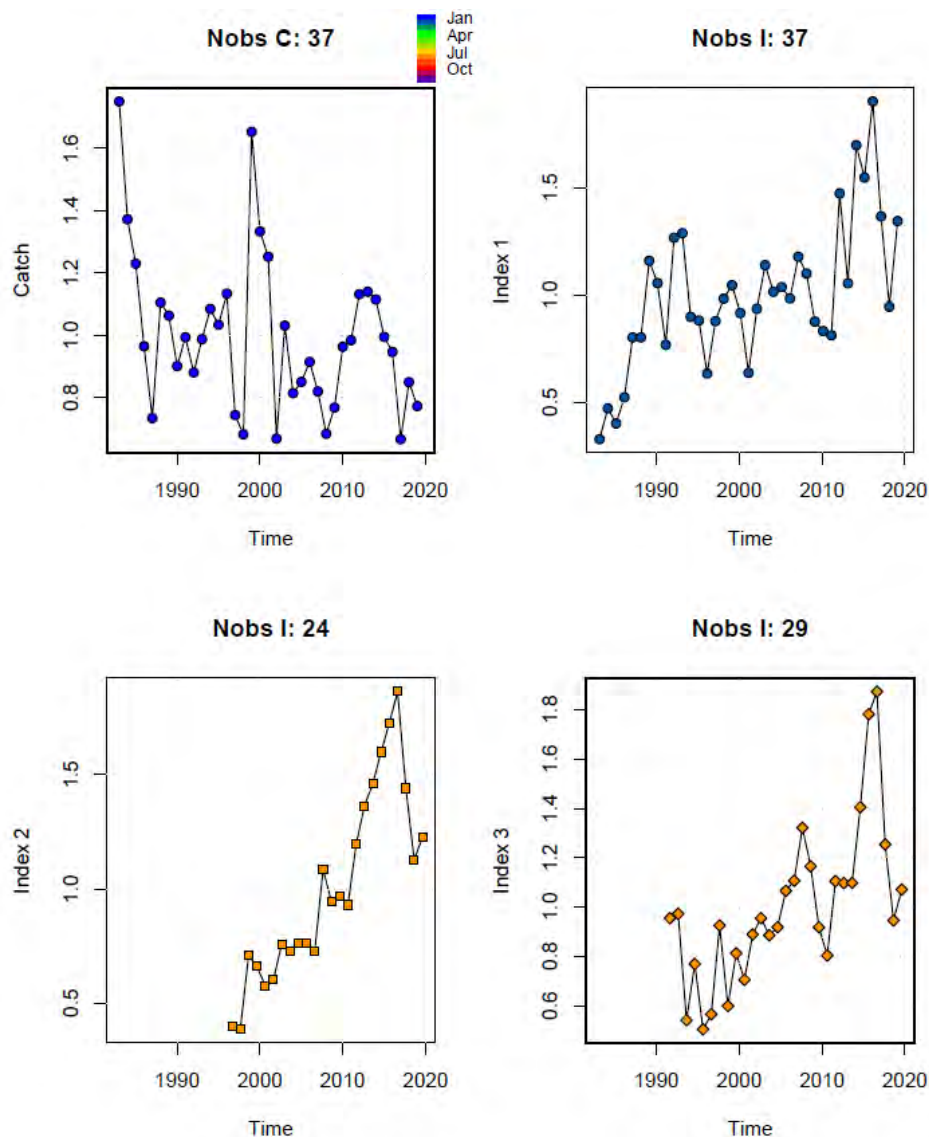 Nobs C: 37
Jan
Apr
Jul
Oct
Catch
1.6
1.4
1.2
1.0
0.8
1990 2000 2010 2020
Time
Nobs I: 37
Index 1
1.5
1.0
0.5
1990 2000 2010 2020
Time
Nobs I: 24
Index 2
1.5
1.0
0.5
1990 2000 2010 2020
Time
Nobs I: 29
Index 3
1.8
1.6
1.4
1.2
1.0
0.8
0.6
1990 2000 2010 2020
Time